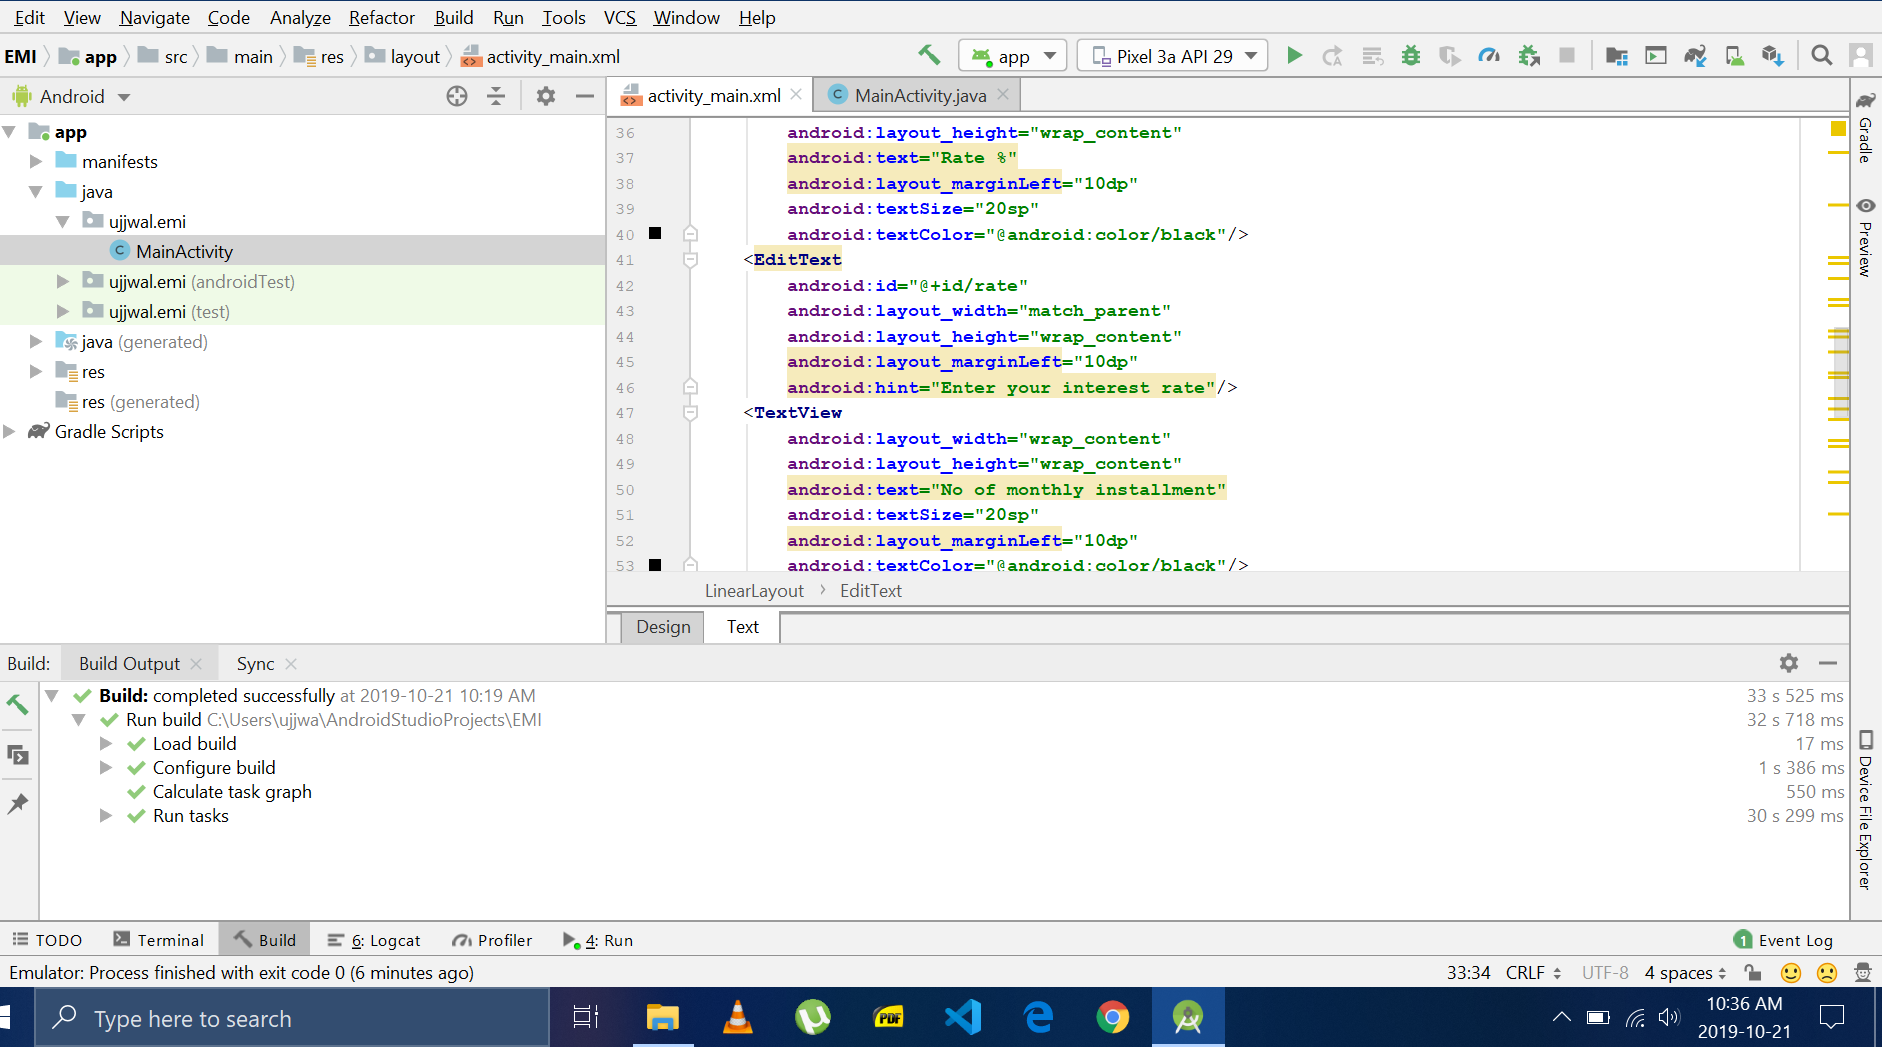 Edit View Navigate Code Analyze Refactor Build Run Tools VCS Window Help
EMI app src main res layout activity_main.xml app Pixel 3a API 29
Android activity_main.xml MainActivity.java
app
manifests
java
ujjwal.emi
MainActivity
ujjwal.emi (androidTest)
ujjwal.emi (test)
java (generated)
res
res (generated)
Gradle Scripts
36 android:layout_height="wrap_content"
37 android:text="Rate %"
38 android:layout_marginLeft="10dp"
39 android:textSize="20sp"
40 android:textColor="@android:color/black"/>
41 <EditText
42 android:id="@+id/rate"
43 android:layout_width="match_parent"
44 android:layout_height="wrap_content"
45 android:layout_marginLeft="10dp"
46 android:hint="Enter your interest rate"/>
47 <TextView
48 android:layout_width="wrap_content"
49 android:layout_height="wrap_content"
50 android:text="No of monthly installment"
51 android:textSize="20sp"
52 android:layout_marginLeft="10dp"
53 android:textColor="@android:color/black"/>
LinearLayout EditText
Design Text
Gradle
Preview
Device File Explorer
Build: Build Output Sync
Build: completed successfully at 2019-10-21 10:19 AM 33 s 525 ms
Run build C:\Users\ujjwa\AndroidStudioProjects\EMI 32 s 718 ms
Load build 17 ms
Configure build 1 s 386 ms
Calculate task graph 550 ms
Run tasks 30 s 299 ms
TODO Terminal Build 6: Logcat Profiler 4: Run 1 Event Log
Emulator: Process finished with exit code 0 (6 minutes ago) 33:34 CRLF UTF-8 4 spaces
Type here to search PDF 10:36 AM
2019-10-21